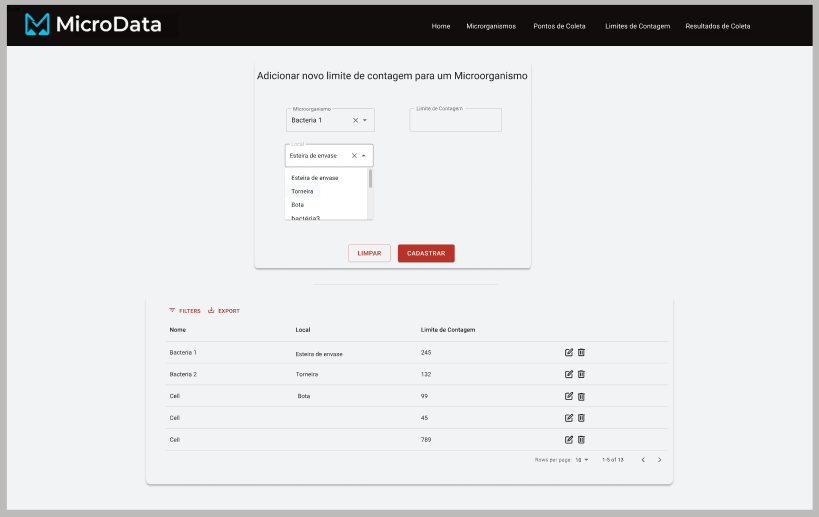 MicroData
Home Microrganismos Pontos de Coleta Limites de Contagem Resultados de Coleta
Adicionar novo limite de contagem para um Microorganismo
Microorganismo
Bacteria 1
Limite de Contagem
Local
Esteira de envase
Esteira de envase
Torneira
Bota
bactéria3
LIMPAR CADASTRAR
FILTERS EXPORT
Nome Local Limite de Contagem
Bacteria 1 Esteira de envase 245
Bacteria 2 Torneira 132
Cell Bota 99
Cell 45
Cell 789
Rows per page: 10 1-5 of 13